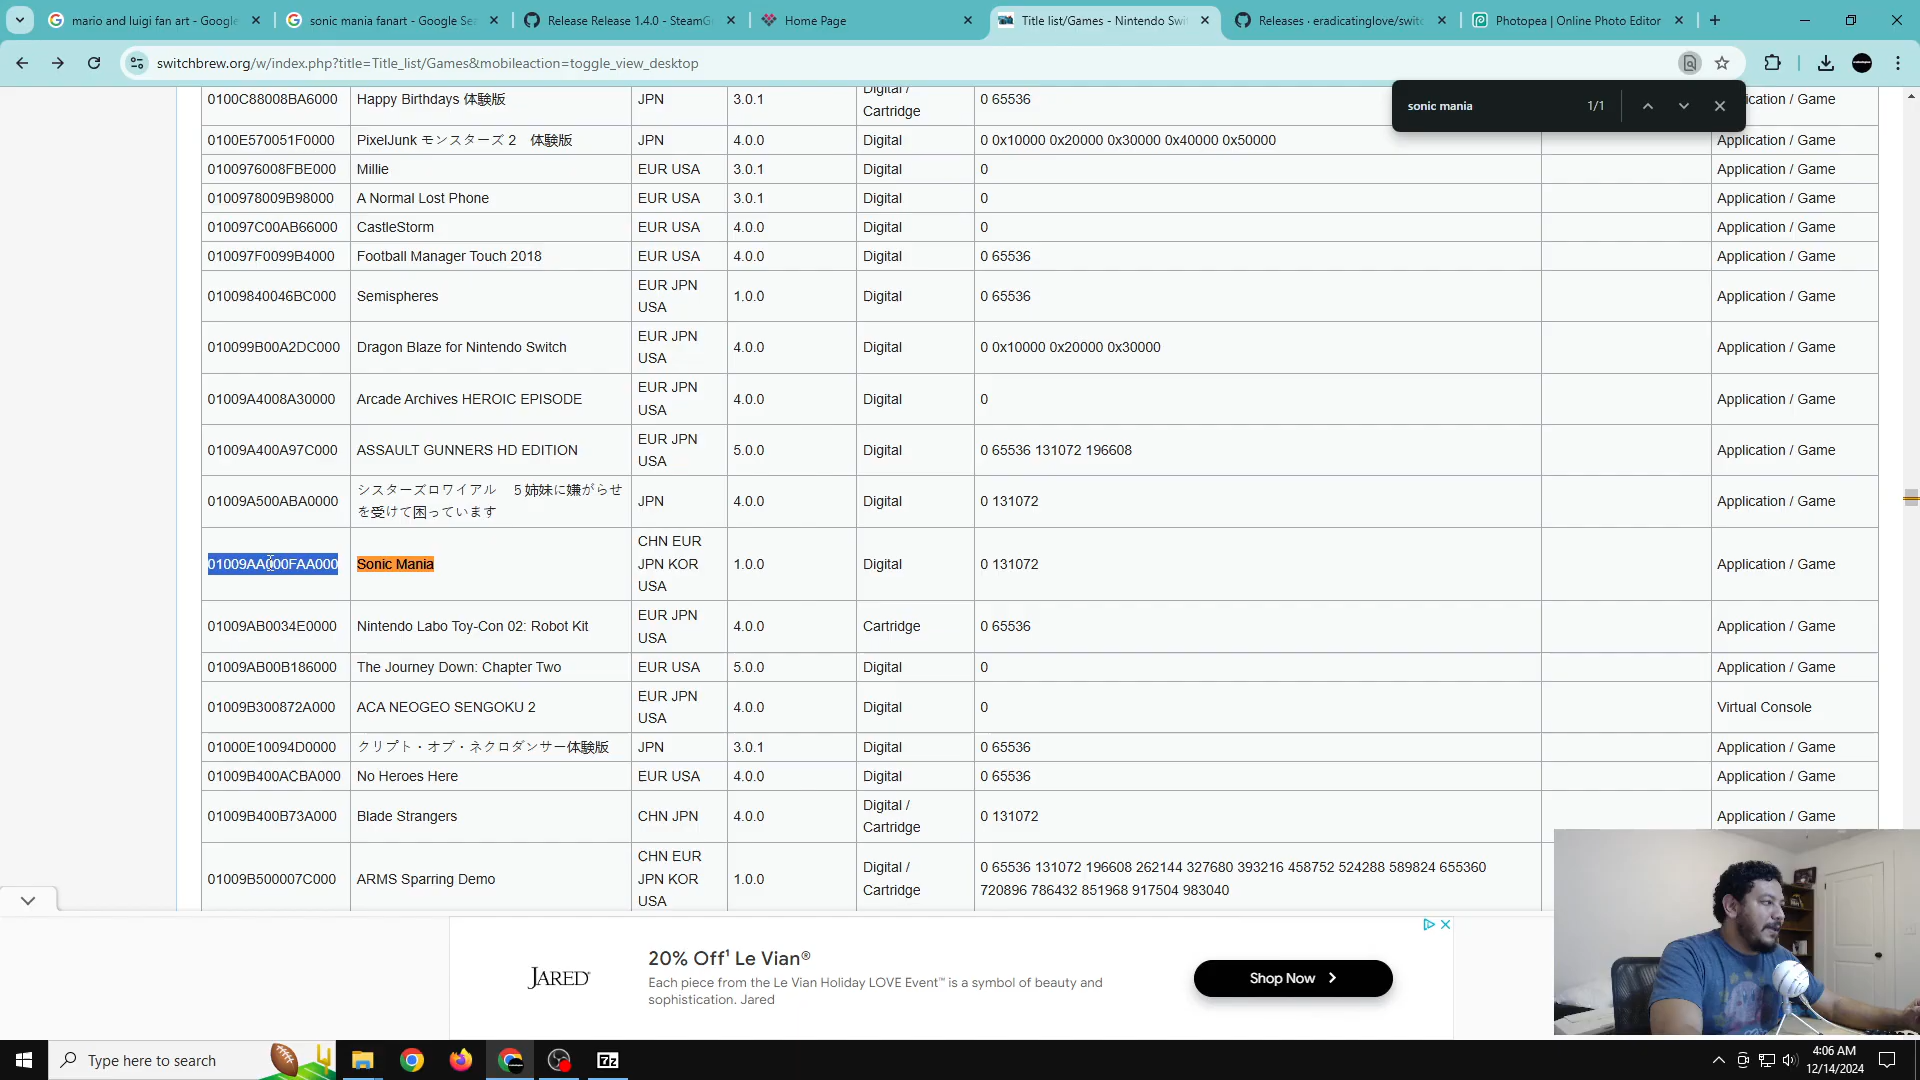 mario and luigi fan art - Google
sonic mania fanart - Google Se
Release Release 1.4.0 - SteamG
Home Page
Title list/Games - Nintendo Swit
Releases · eradicatinglove/switc
Photopea | Online Photo Editor
switchbrew.org/w/index.php?title=Title_list/Games&mobileaction=toggle_view_desktop
sonic mania 1/1
0100C88008BA6000 Happy Birthdays 体験版 JPN 3.0.1 Digital / Cartridge 0 65536 ication / Game
0100E570051F0000 PixelJunk モンスターズ 2 体験版 JPN 4.0.0 Digital 0 0x10000 0x20000 0x30000 0x40000 0x50000 Application / Game
0100976008FBE000 Millie EUR USA 3.0.1 Digital 0 Application / Game
0100978009B98000 A Normal Lost Phone EUR USA 3.0.1 Digital 0 Application / Game
010097C00AB66000 CastleStorm EUR USA 4.0.0 Digital 0 Application / Game
010097F0099B4000 Football Manager Touch 2018 EUR USA 4.0.0 Digital 0 65536 Application / Game
01009840046BC000 Semispheres EUR JPN USA 1.0.0 Digital 0 65536 Application / Game
010099B00A2DC000 Dragon Blaze for Nintendo Switch EUR JPN USA 4.0.0 Digital 0 0x10000 0x20000 0x30000 Application / Game
01009A4008A30000 Arcade Archives HEROIC EPISODE EUR JPN USA 4.0.0 Digital 0 Application / Game
01009A400A97C000 ASSAULT GUNNERS HD EDITION EUR JPN USA 5.0.0 Digital 0 65536 131072 196608 Application / Game
01009A500ABA0000 シスターズロワイアル 5姉妹に嫌がらせを受けて困っています JPN 4.0.0 Digital 0 131072 Application / Game
01009AA000FAA000 Sonic Mania CHN EUR JPN KOR USA 1.0.0 Digital 0 131072 Application / Game
01009AB0034E0000 Nintendo Labo Toy-Con 02: Robot Kit EUR JPN USA 4.0.0 Cartridge 0 65536 Application / Game
01009AB00B186000 The Journey Down: Chapter Two EUR USA 5.0.0 Digital 0 Application / Game
01009B300872A000 ACA NEOGEO SENGOKU 2 EUR JPN USA 4.0.0 Digital 0 Virtual Console
01000E10094D0000 クリプト・オブ・ネクロダンサー体験版 JPN 3.0.1 Digital 0 65536 Application / Game
01009B400ACBA000 No Heroes Here EUR USA 4.0.0 Digital 0 65536 Application / Game
01009B400B73A000 Blade Strangers CHN JPN 4.0.0 Digital / Cartridge 0 131072 Application / Game
01009B500007C000 ARMS Sparring Demo CHN EUR JPN KOR USA 1.0.0 Digital / Cartridge 0 65536 131072 196608 262144 327680 393216 458752 524288 589824 655360 720896 786432 851968 917504 983040
JARED
20% Off¹ Le Vian®
Each piece from the Le Vian Holiday LOVE Event™ is a symbol of beauty and
sophistication. Jared
Shop Now
Type here to search
7z
4:06 AM
12/14/2024